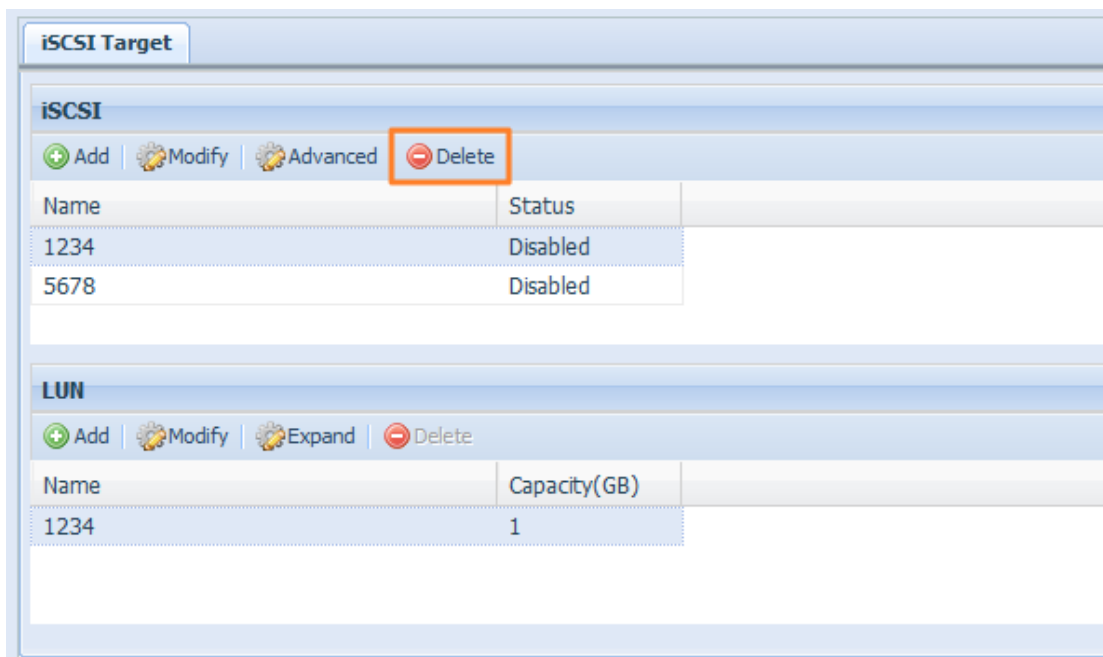 iSCSI Target
iSCSI
Add Modify Advanced Delete
Name Status
1234 Disabled
5678 Disabled
LUN
Add Modify Expand Delete
Name Capacity(GB)
1234 1